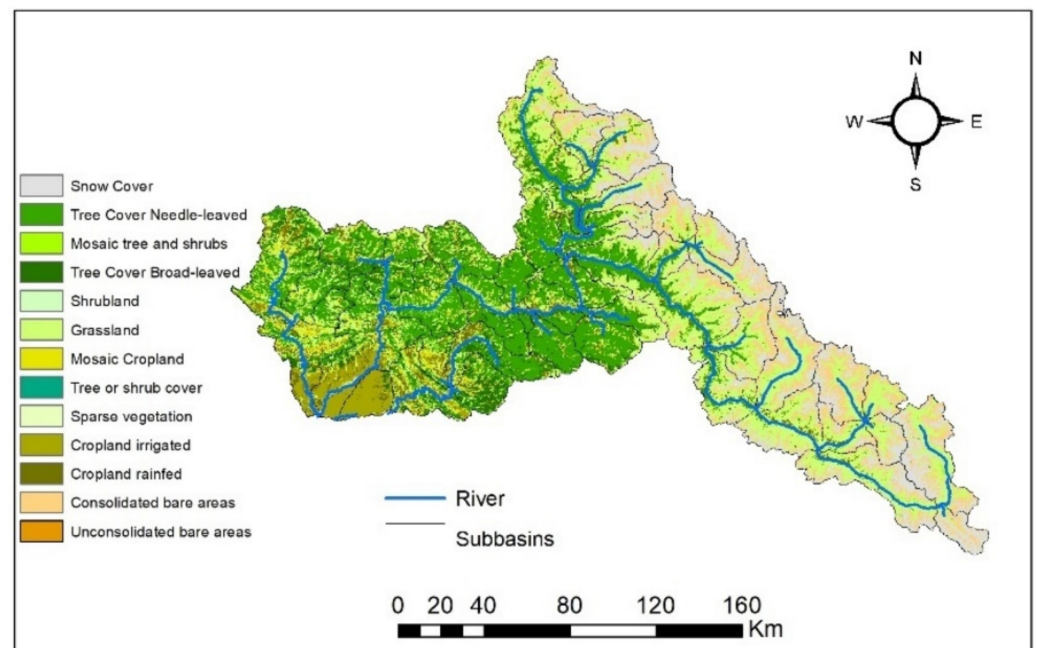 N
W E
S
Snow Cover
Tree Cover Needle-leaved
Mosaic tree and shrubs
Tree Cover Broad-leaved
Shrubland
Grassland
Mosaic Cropland
Tree or shrub cover
Sparse vegetation
Cropland irrigated
Cropland rainfed
Consolidated bare areas
Unconsolidated bare areas
River
Subbasins
0 20 40 80 120 160
Km